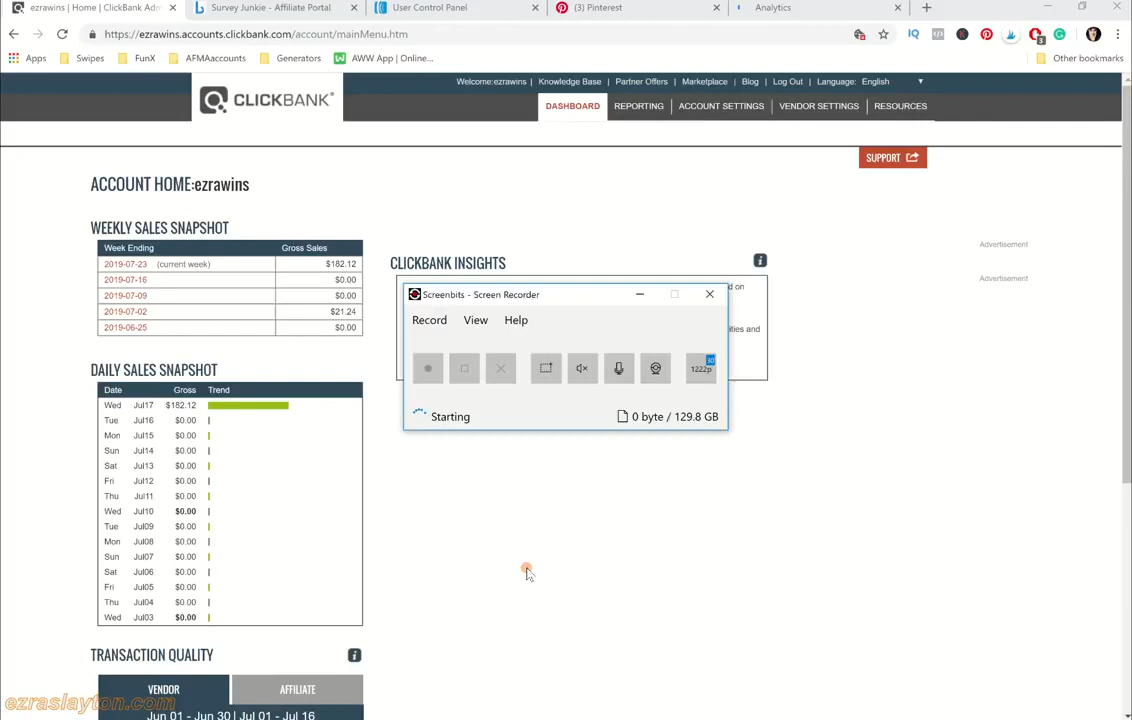 ezrawins | Home | ClickBank Adm
Survey Junkie - Affiliate Portal
User Control Panel
(3) Pinterest
Analytics
https://ezrawins.accounts.clickbank.com/account/mainMenu.htm
IQ
3
Apps
Swipes
FunX
AFMAaccounts
Generators
AWW App | Online...
Other bookmarks
Welcome:ezrawins | Knowledge Base | Partner Offers | Marketplace | Blog | Log Out | Language: English
CLICKBANK®
DASHBOARD
REPORTING
ACCOUNT SETTINGS
VENDOR SETTINGS
RESOURCES
SUPPORT
ACCOUNT HOME:ezrawins
WEEKLY SALES SNAPSHOT
Week Ending Gross Sales
2019-07-23 (current week) $182.12
2019-07-16 $0.00
2019-07-09 $0.00
2019-07-02 $21.24
2019-06-25 $0.00
CLICKBANK INSIGHTS
i
d on
ities and
Advertisement
Advertisement
Screenbits - Screen Recorder
Record View Help
30
1222p
Starting
0 byte / 129.8 GB
DAILY SALES SNAPSHOT
Date Gross Trend
Wed Jul17 $182.12
Tue Jul16 $0.00
Mon Jul15 $0.00
Sun Jul14 $0.00
Sat Jul13 $0.00
Fri Jul12 $0.00
Thu Jul11 $0.00
Wed Jul10 $0.00
Tue Jul09 $0.00
Mon Jul08 $0.00
Sun Jul07 $0.00
Sat Jul06 $0.00
Fri Jul05 $0.00
Thu Jul04 $0.00
Wed Jul03 $0.00
TRANSACTION QUALITY
i
VENDOR
AFFILIATE
ezraslayton.com
Jun 01 - Jun 30 | Jul 01 - Jul 16